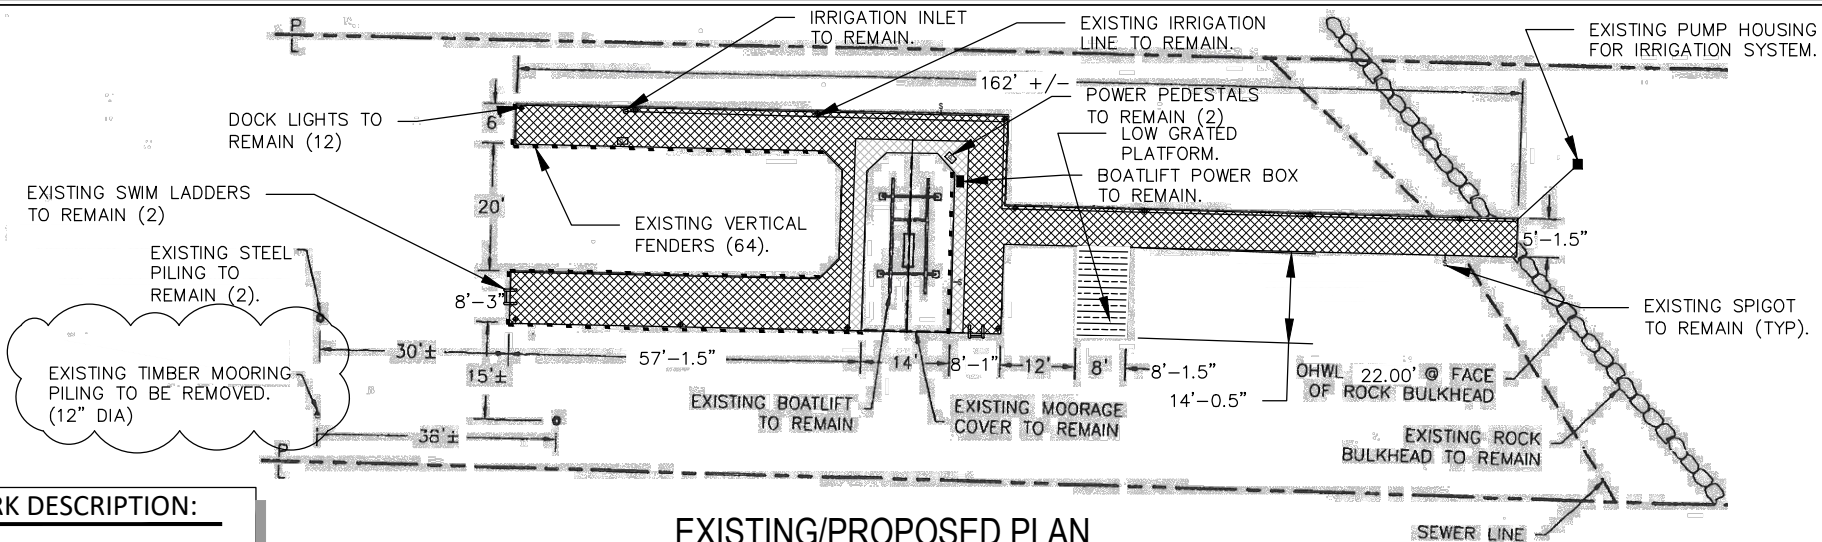 IRRIGATION INLET
TO REMAIN.
EXISTING IRRIGATION
LINE TO REMAIN.
EXISTING PUMP HOUSING
FOR IRRIGATION SYSTEM.
P
L
162' +/-
POWER PEDESTALS
TO REMAIN (2)
LOW GRATED
PLATFORM.
BOATLIFT POWER BOX
TO REMAIN.
DOCK LIGHTS TO
REMAIN (12)
6'
EXISTING SWIM LADDERS
TO REMAIN (2)
20'
EXISTING VERTICAL
FENDERS (64).
5'-1.5"
EXISTING STEEL
PILING TO
REMAIN (2).
8'-3"
EXISTING SPIGOT
TO REMAIN (TYP).
30'±
57'-1.5"
14'
8'-1"
12'
8'
8'-1.5"
14'-0.5"
15'±
EXISTING TIMBER MOORING
PILING TO BE REMOVED.
(12" DIA)
OHWL 22.00' @ FACE
OF ROCK BULKHEAD
EXISTING BOATLIFT
TO REMAIN
EXISTING MOORAGE
COVER TO REMAIN
38'±
EXISTING ROCK
BULKHEAD TO REMAIN
P
L
RK DESCRIPTION:
EXISTING/PROPOSED PLAN
SEWER LINE